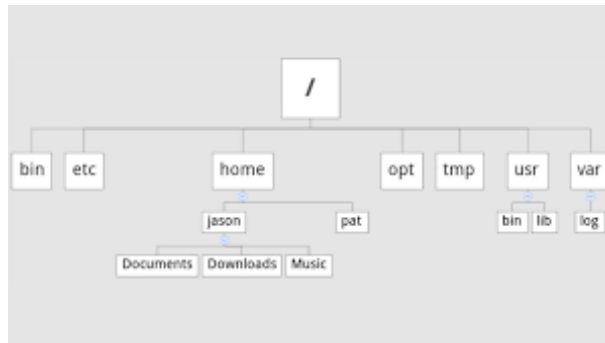 /
bin etc home opt tmp usr var
jason pat bin lib log
Documents Downloads Music